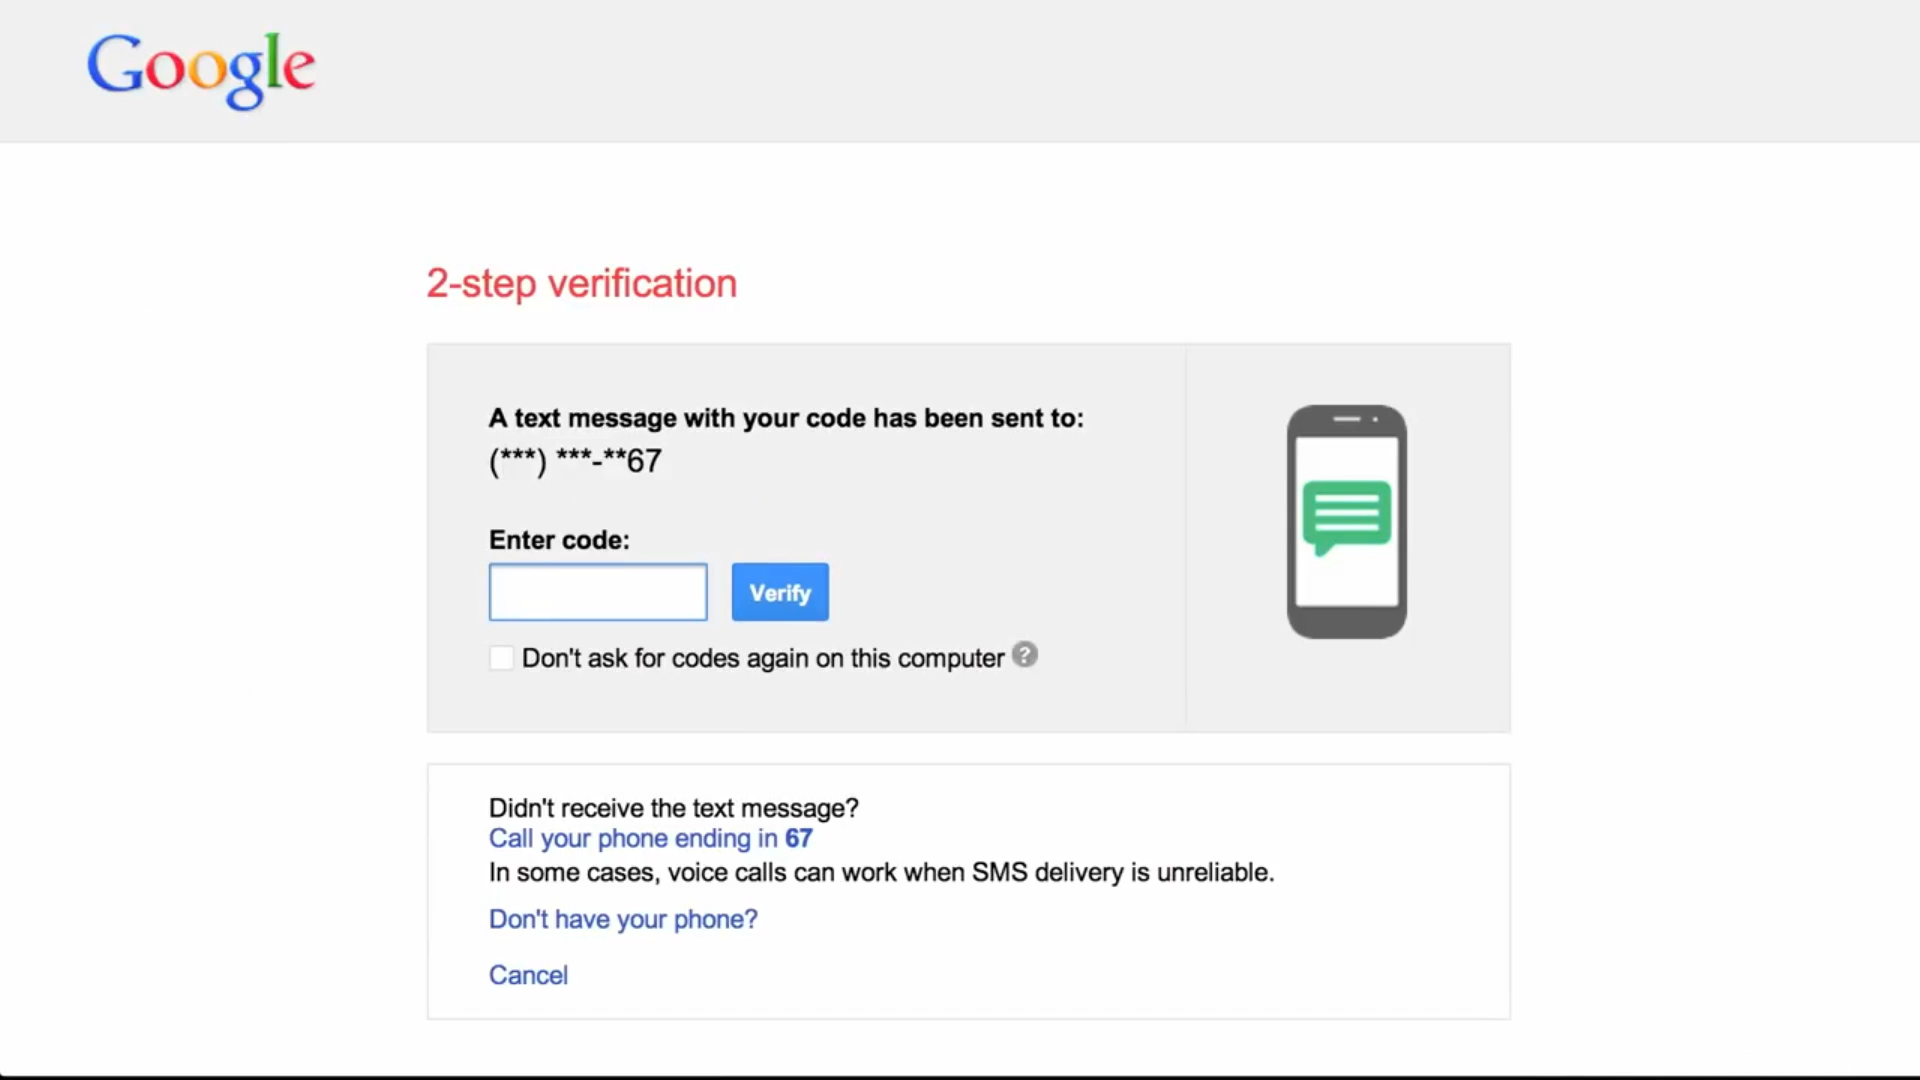 Google
2-step verification
A text message with your code has been sent to:
(***) ***-**67
Enter code:
Verify
Don't ask for codes again on this computer ?
Didn't receive the text message?
Call your phone ending in 67
In some cases, voice calls can work when SMS delivery is unreliable.
Don't have your phone?
Cancel